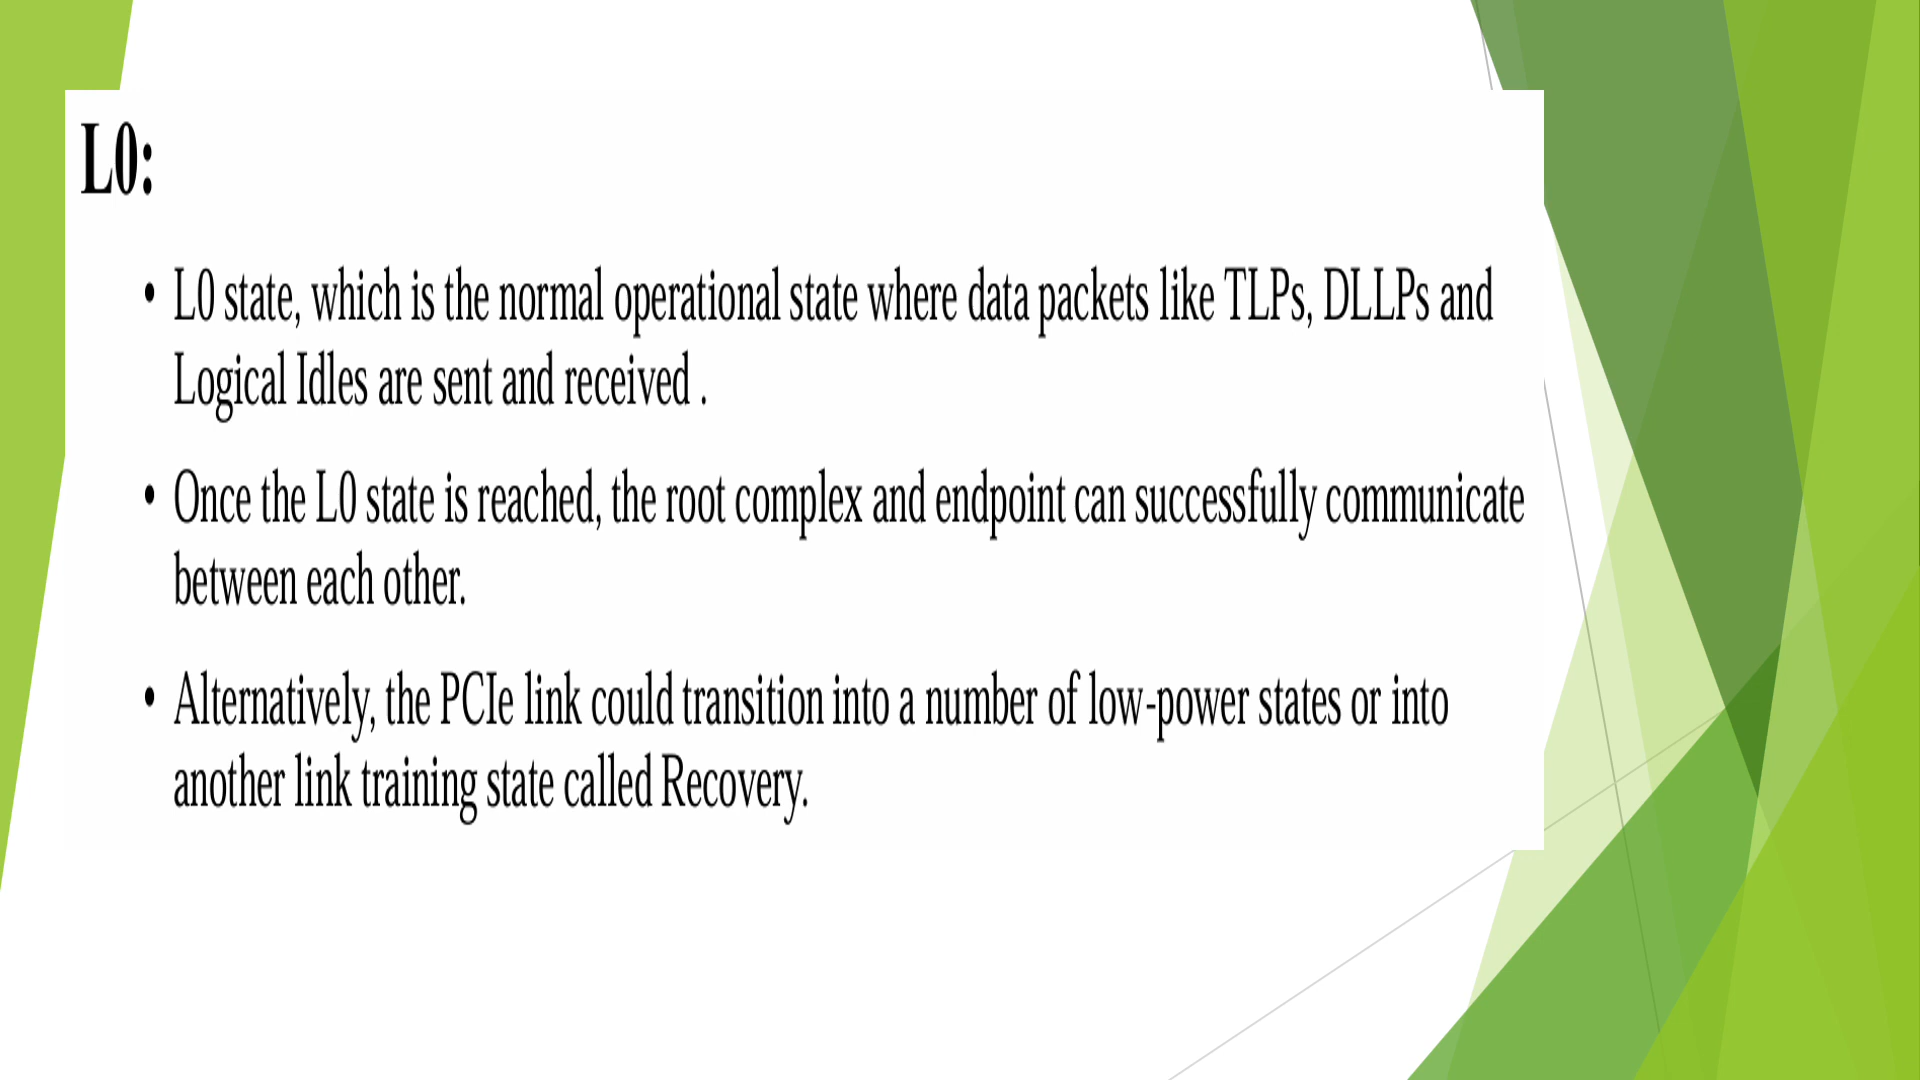 L0:
• L0 state, which is the normal operational state where data packets like TLPs, DLLPs and
Logical Idles are sent and received .
• Once the L0 state is reached, the root complex and endpoint can successfully communicate
between each other.
• Alternatively, the PCIe link could transition into a number of low-power states or into
another link training state called Recovery.